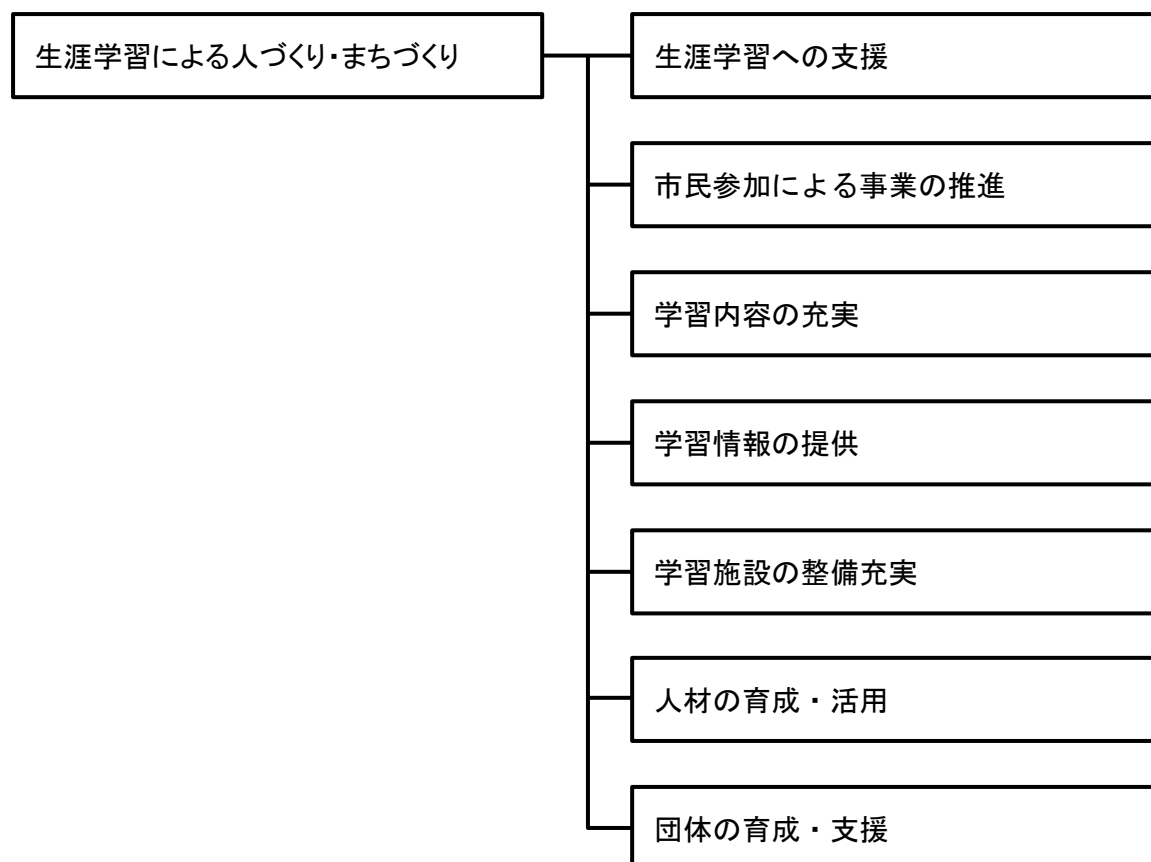 生涯学習による人づくり・まちづくり
生涯学習への支援
市民参加による事業の推進
学習内容の充実
学習情報の提供
学習施設の整備充実
人材の育成・活用
団体の育成・支援